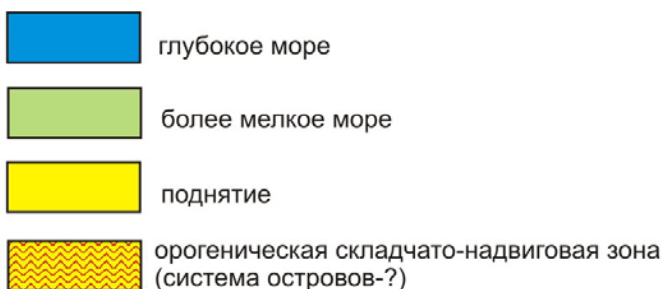 глубокое море
более мелкое море
поднятие
орогеническая складчато-надвиговая зона
(система островов-?)